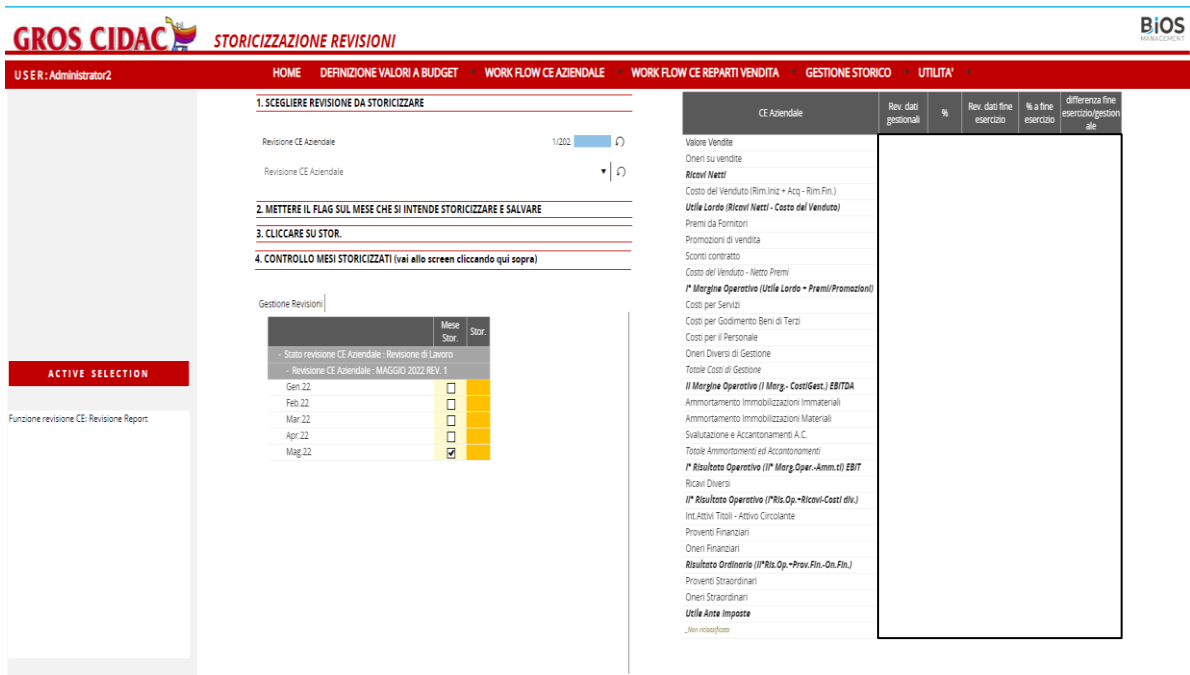 GROS CIDAC
STORICIZZAZIONE REVISIONI
BiOS
MANAGEMENT
USER: Administrator2
HOME DEFINIZIONE VALORI A BUDGET WORK FLOW CE AZIENDALE WORK FLOW CE REPARTI VENDITA GESTIONE STORICO UTILITA'
1. SCEGLIERE REVISIONE DA STORICIZZARE
Revisione CE Aziendale 1/202
Revisione CE Aziendale
2. METTERE IL FLAG SUL MESE CHE SI INTENDE STORICIZZARE E SALVARE
3. CLICCARE SU STOR.
4. CONTROLLO MESI STORICIZZATI (vai allo screen cliccando qui sopra)
Gestione Revisioni
Mese Stor. Stor.
- Stato revisione CE Aziendale : Revisione di Lavoro
- Revisione CE Aziendale : MAGGIO 2022 REV. 1
Gen.22
Feb.22
Mar.22
Apr.22
Mag.22
ACTIVE SELECTION
Funzione revisione CE: Revisione Report
CE Aziendale
Rev. dati gestionali
%
Rev. dati fine esercizio
% a fine esercizio
differenza fine esercizio/gestionale
Valore Vendite
Oneri su vendite
Ricavi Netti
Costo del Venduto (Rim.Iniz + Acq - Rim.Fin.)
Utile Lordo (Ricavi Netti - Costo del Venduto)
Premi da Fornitori
Promozioni di vendita
Sconti contratto
Costo del Venduto - Netto Premi
I° Margine Operativo (Utile Lordo + Premi/Promozioni)
Costi per Servizi
Costi per Godimento Beni di Terzi
Costi per il Personale
Oneri Diversi di Gestione
Totale Costi di Gestione
II Margine Operativo (I Marg.- CostiGest.) EBITDA
Ammortamento Immobilizzazioni Immateriali
Ammortamento Immobilizzazioni Materiali
Svalutazione e Accantonamenti A.C.
Totale Ammortamenti ed Accantonamenti
I° Risultato Operativo (II° Marg.Oper.-Amm.ti) EBIT
Ricavi Diversi
II° Risultato Operativo (I°Ris.Op.+Ricavi-Costi div.)
Int.Attivi Titoli - Attivo Circolante
Proventi Finanziari
Oneri Finanziari
Risultato Ordinario (II°Ris.Op.+Prov.Fin.-On.Fin.)
Proventi Straordinari
Oneri Straordinari
Utile Ante Imposte
_Non riclassificato